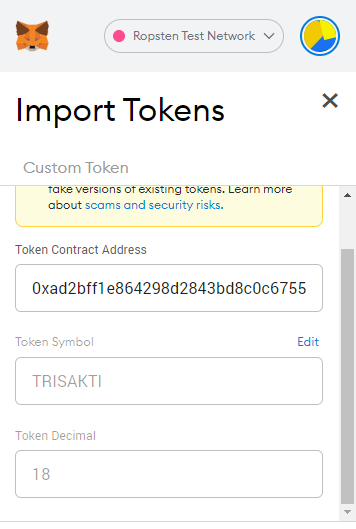 Ropsten Test Network
Import Tokens
Custom Token
fake versions of existing tokens. Learn more
about scams and security risks.
Token Contract Address
0xad2bff1e864298d2843bd8c0c6755
Token Symbol Edit
TRISAKTI
Token Decimal
18